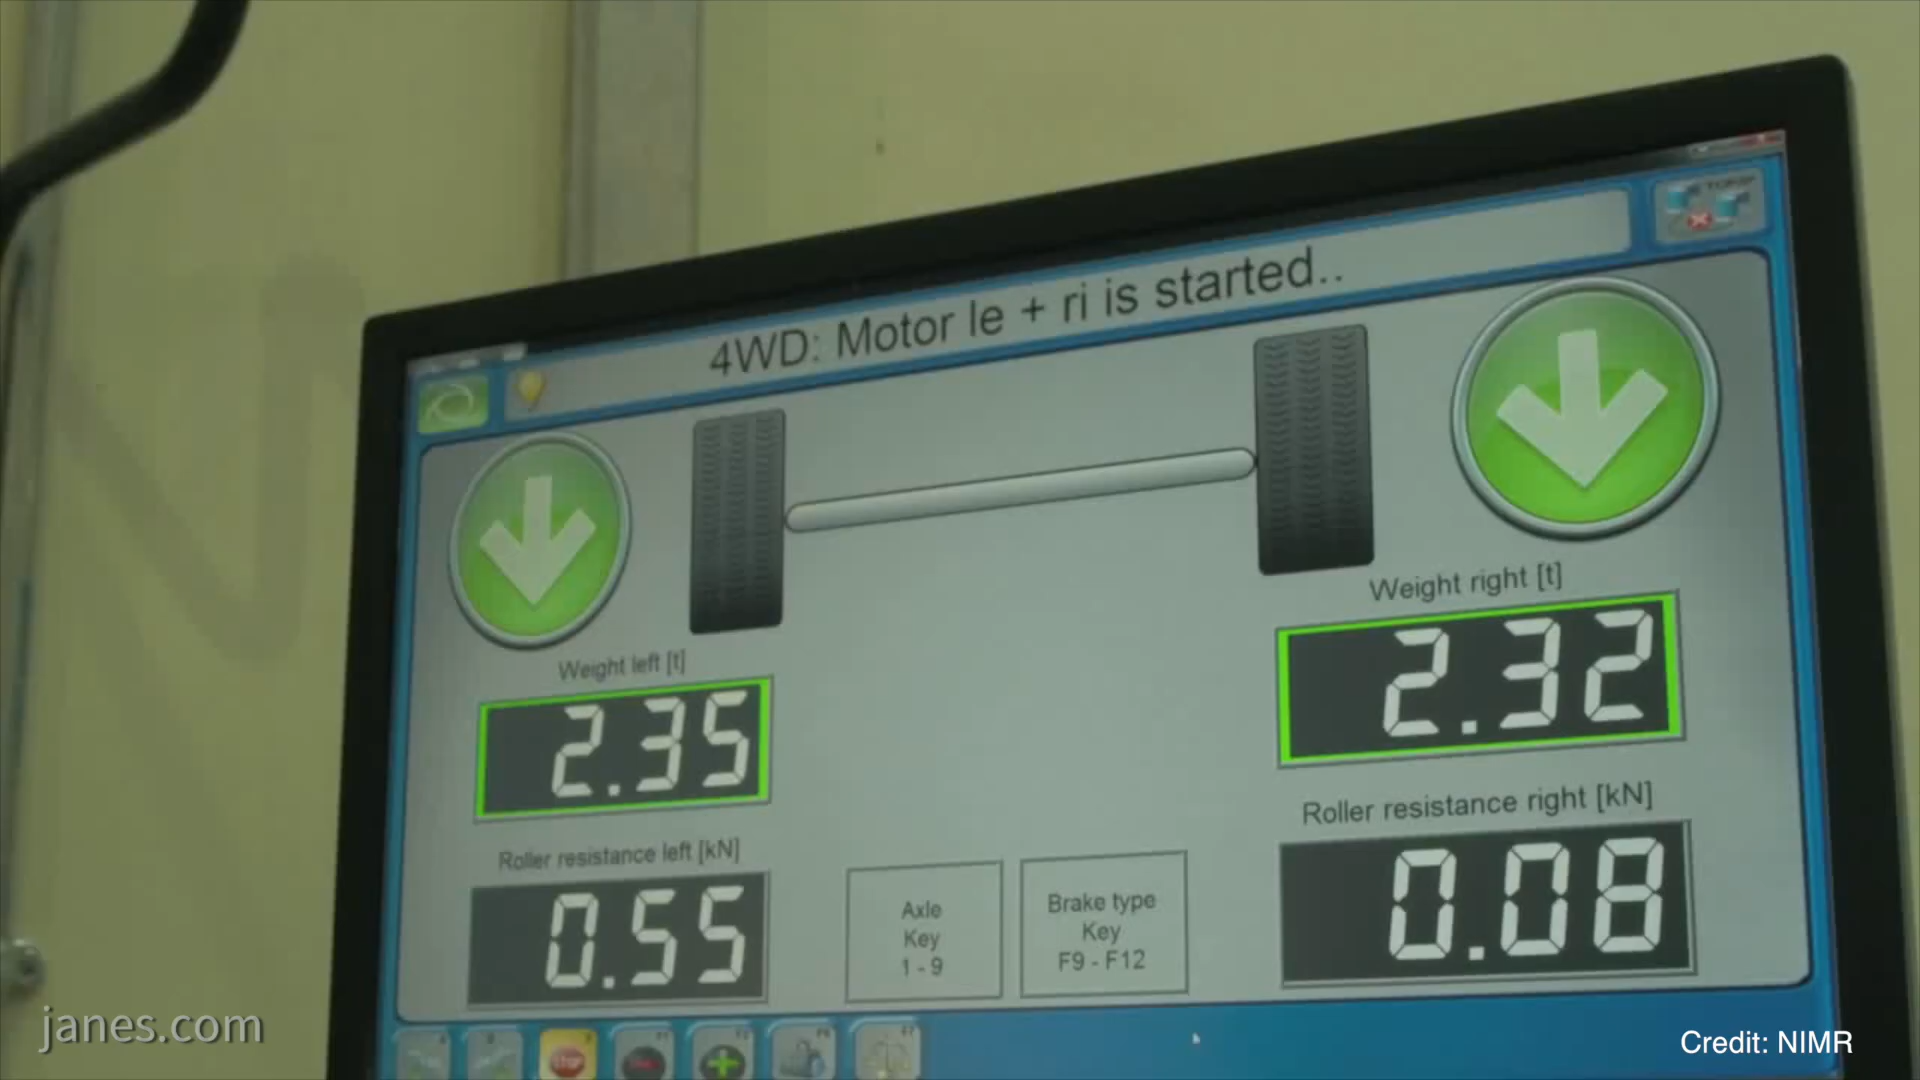 4WD: Motor le + ri is started..
Weight left [t]
2.35
Weight right [t]
2.32
Roller resistance left [kN]
0.55
Roller resistance right [kN]
0.08
Axle
Key
1 - 9
Brake type
Key
F9 - F12
STOP
janes.com
Credit: NIMR